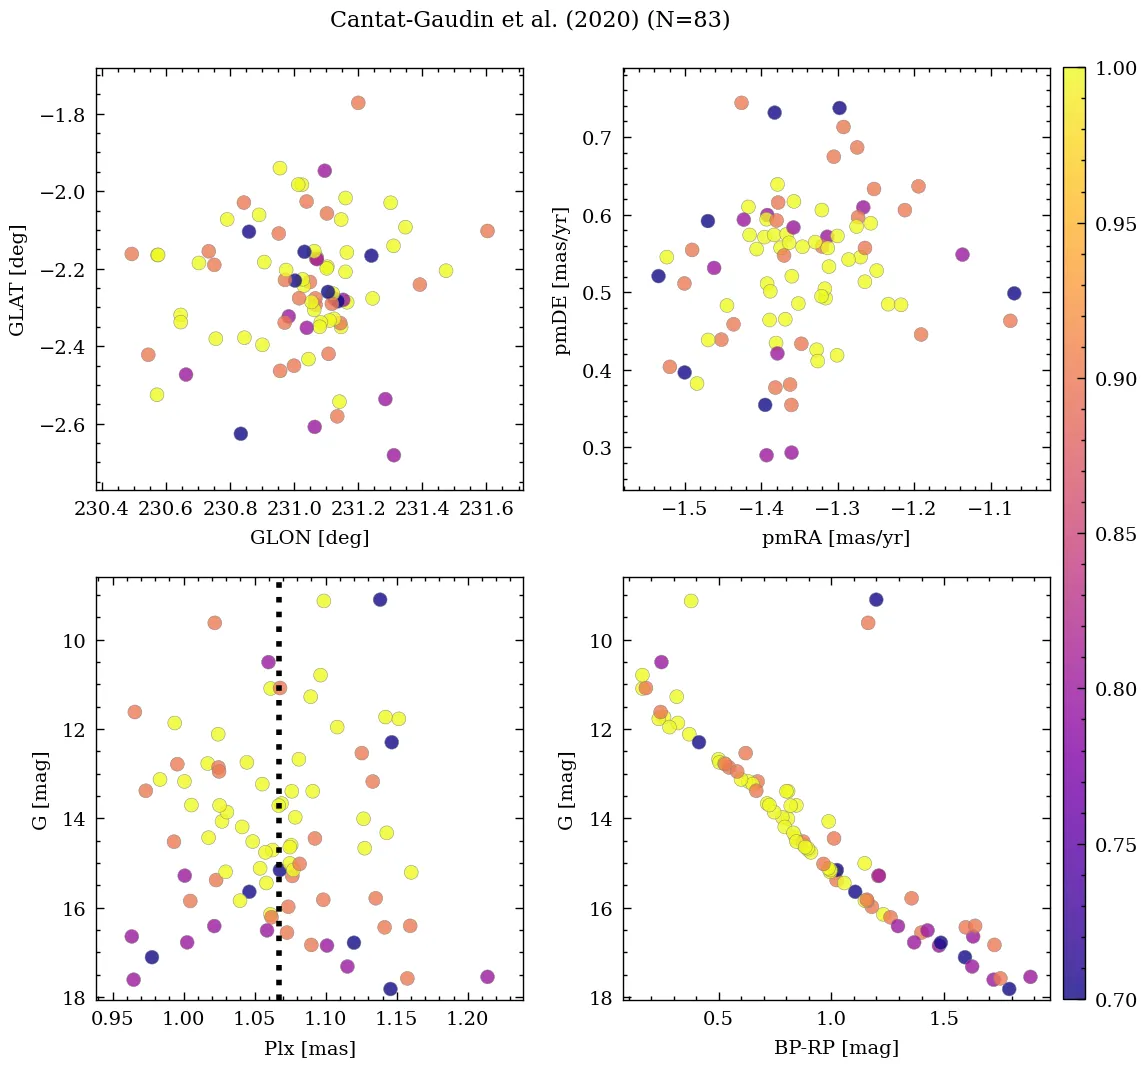 Cantat-Gaudin et al. (2020) (N=83)
−1.8
−2.0
−2.2
−2.4
−2.6
GLAT [deg]
230.4 230.6 230.8 231.0 231.2 231.4 231.6
GLON [deg]
0.7
0.6
0.5
0.4
0.3
pmDE [mas/yr]
−1.5 −1.4 −1.3 −1.2 −1.1
pmRA [mas/yr]
10
12
14
16
18
G [mag]
0.95 1.00 1.05 1.10 1.15 1.20
Plx [mas]
10
12
14
16
18
G [mag]
0.5 1.0 1.5
BP-RP [mag]
1.00
0.95
0.90
0.85
0.80
0.75
0.70